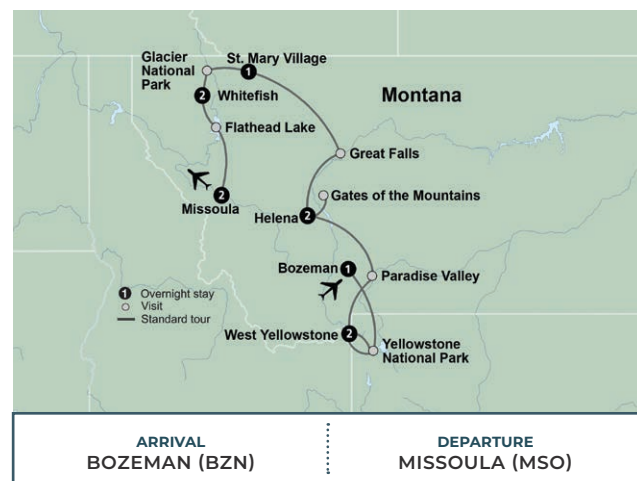 Glacier
National
Park
St. Mary Village
1
2
Whitefish
Montana
Flathead Lake
Great Falls
2
Missoula
Gates of the Mountains
Helena
2
Bozeman
1
Paradise Valley
1 Overnight stay
Visit
Standard tour
West Yellowstone
2
Yellowstone
National Park
ARRIVAL
BOZEMAN (BZN)
DEPARTURE
MISSOULA (MSO)